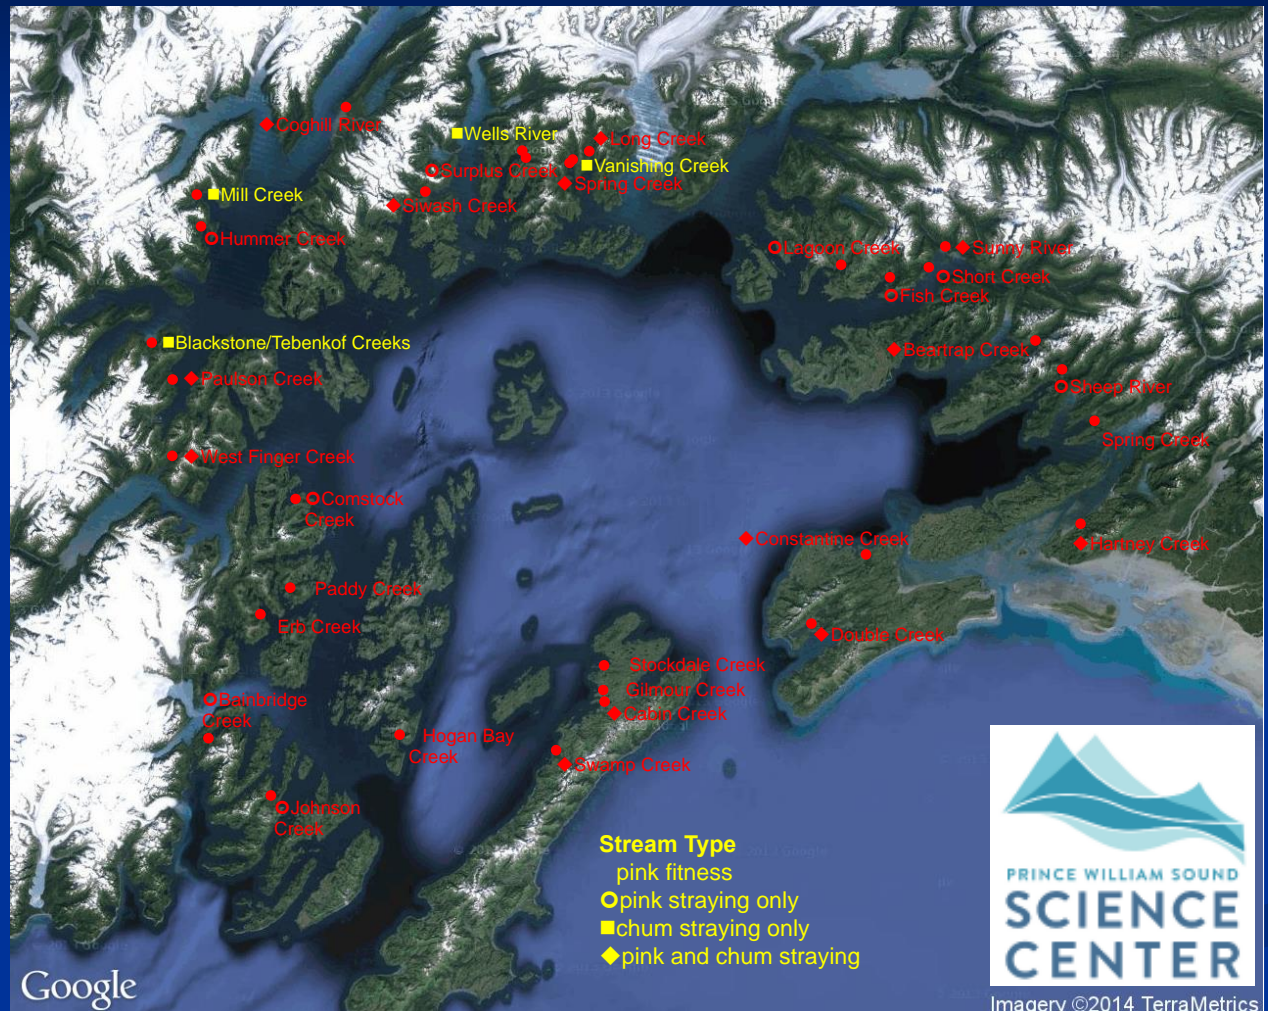 Coghill River
Wells River
Long Creek
Surplus Creek
Vanishing Creek
Spring Creek
Mill Creek
Siwash Creek
Hummer Creek
Lagoon Creek
Sunny River
Short Creek
Fish Creek
Blackstone/Tebenkof Creeks
Beartrap Creek
Paulson Creek
Sheep River
Spring Creek
West Finger Creek
Comstock
Creek
Constantine Creek
Hartney Creek
Paddy Creek
Erb Creek
Double Creek
Stockdale Creek
Gilmour Creek
Bainbridge
Creek
Cabin Creek
Hogan Bay
Creek
Swamp Creek
Johnson
Creek
Stream Type
pink fitness
pink straying only
chum straying only
pink and chum straying
PRINCE WILLIAM SOUND
SCIENCE
CENTER
Google
Imagery ©2014 TerraMetrics